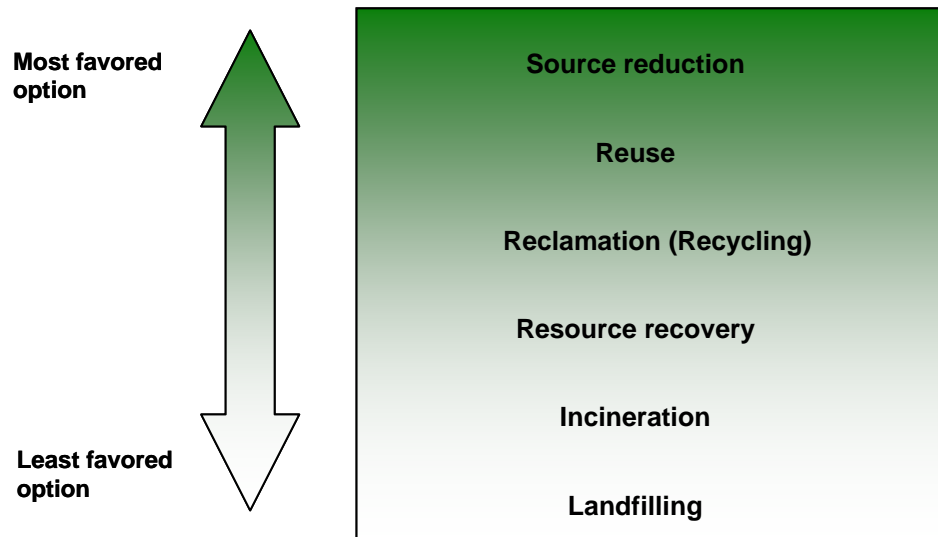 Most favored
option
Source reduction
Reuse
Reclamation (Recycling)
Resource recovery
Incineration
Least favored
option
Landfilling